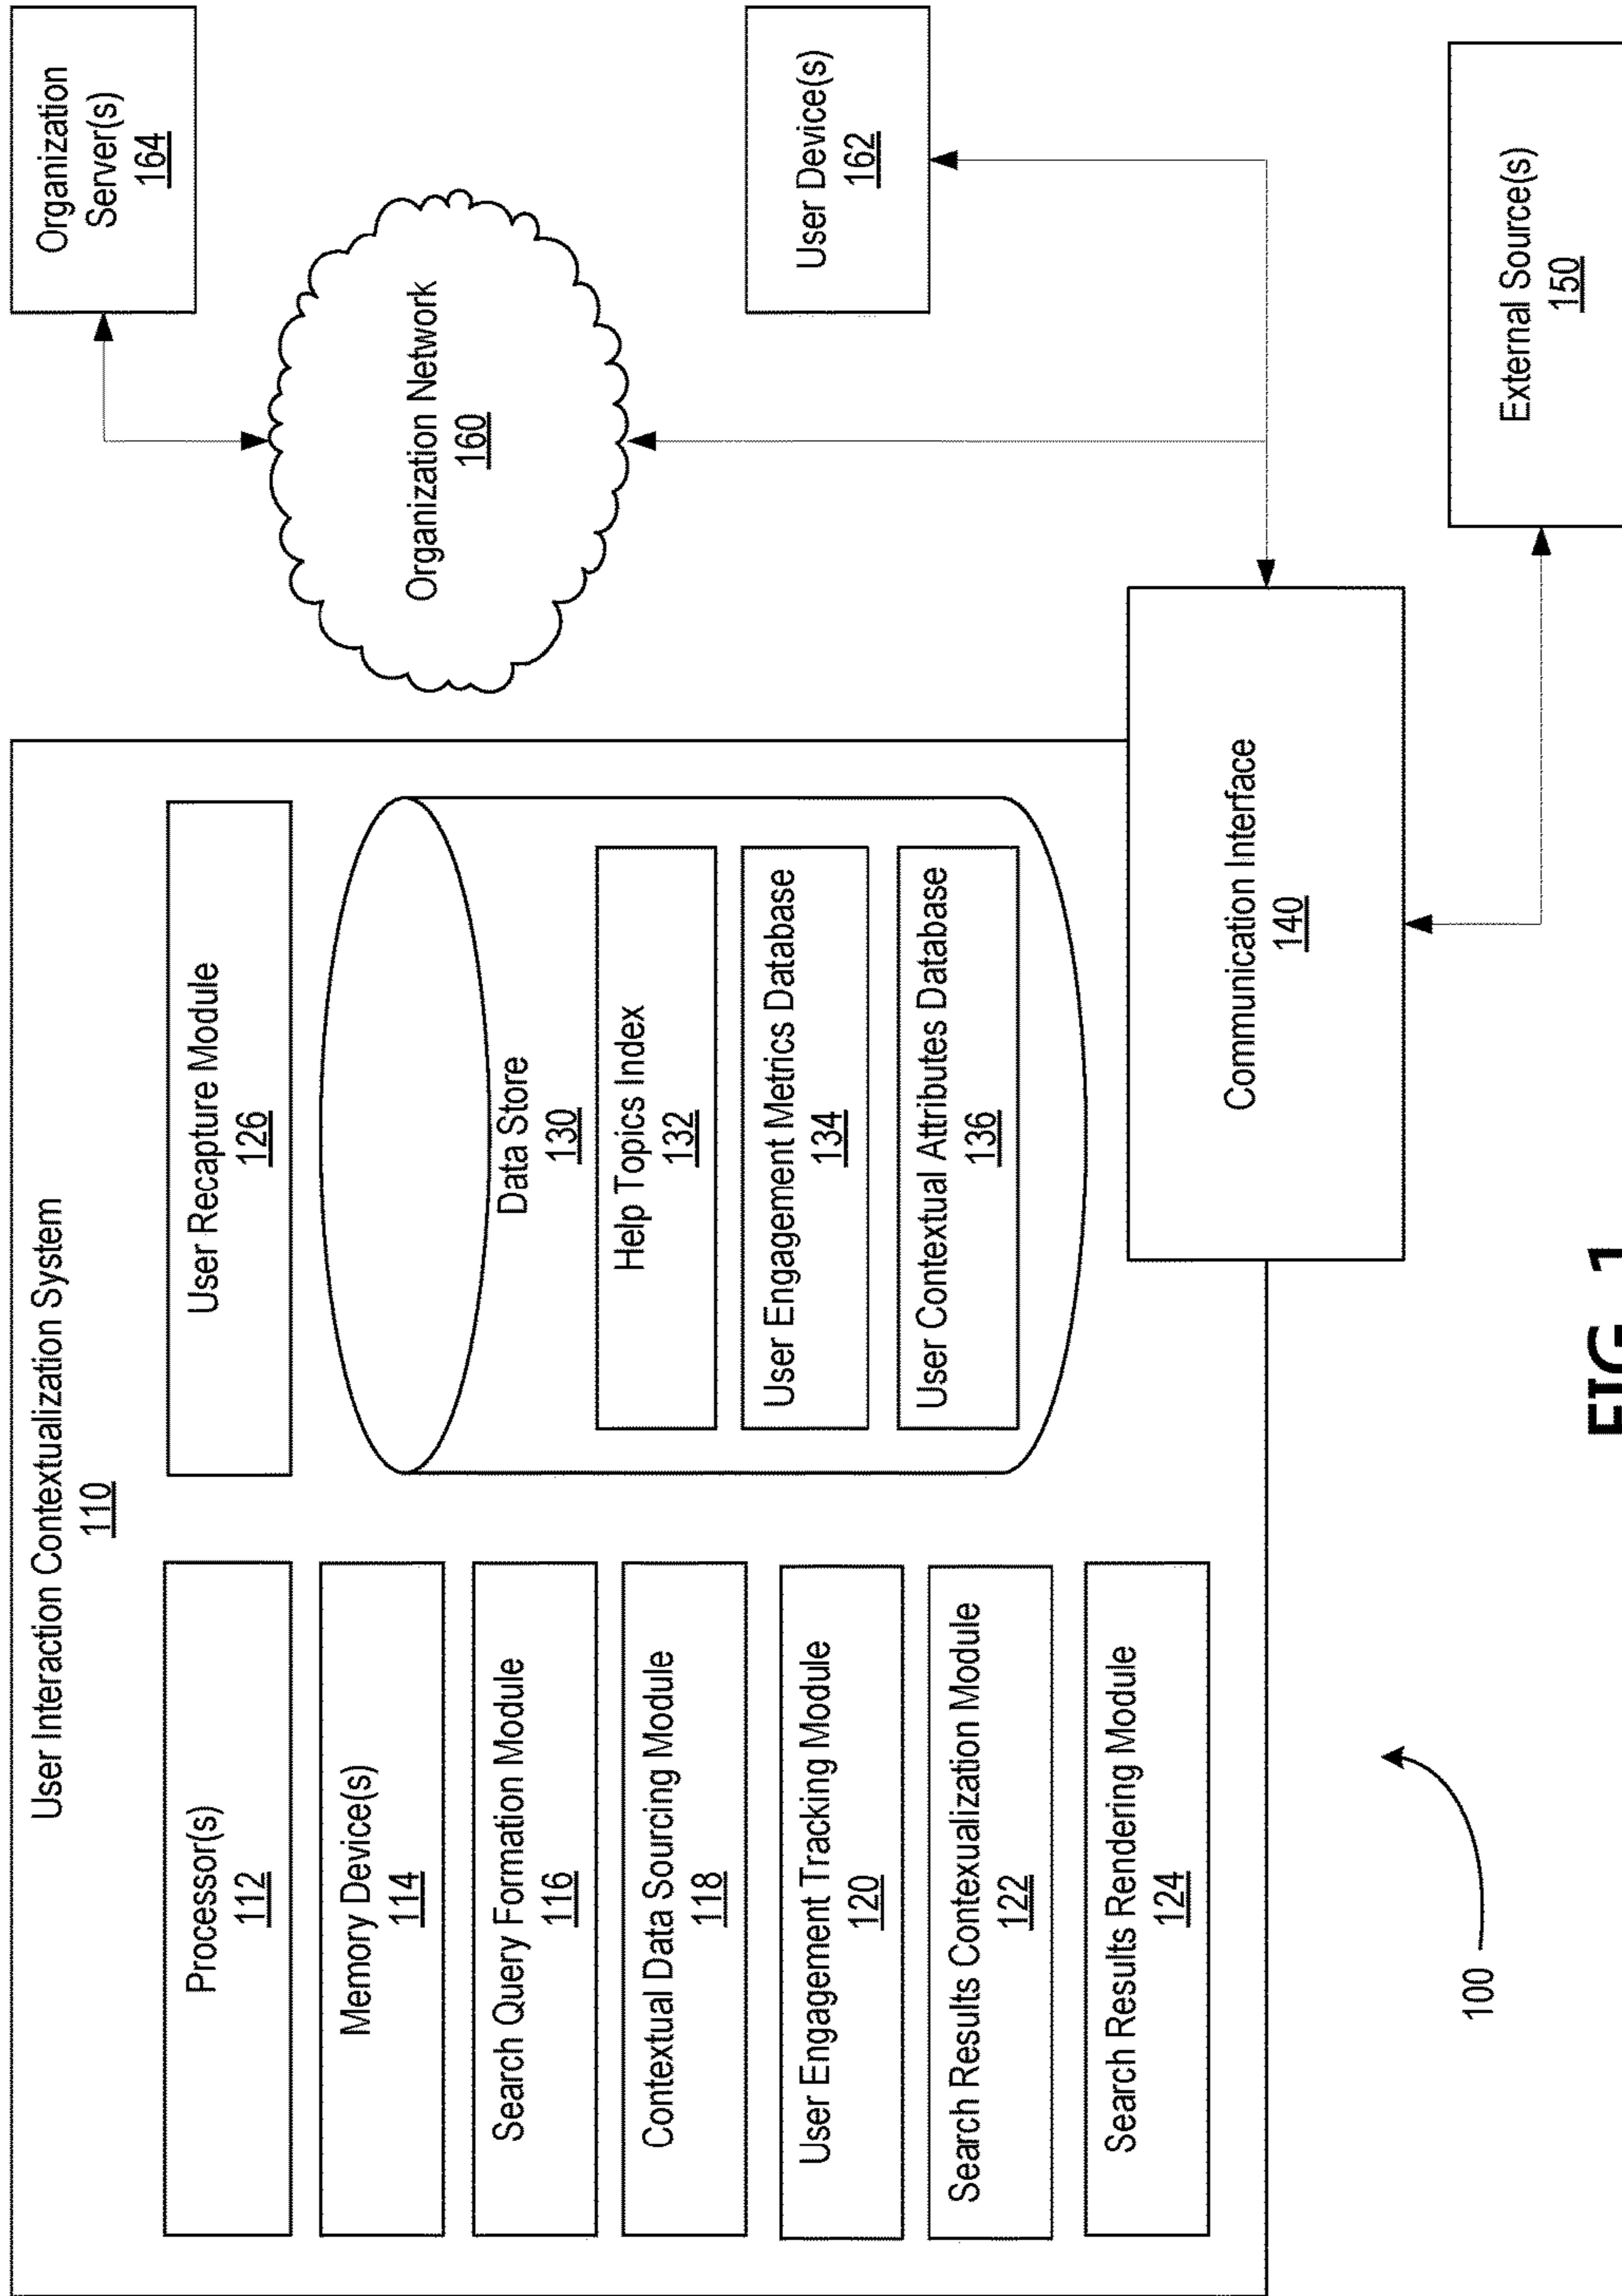 User Interaction Contextualization System
110
Processor(s)
112
Memory Device(s)
114
Search Query Formation Module
116
Contextual Data Sourcing Module
118
User Engagement Tracking Module
120
Search Results Contexualization Module
122
Search Results Rendering Module
124
User Recapture Module
126
Data Store
130
Help Topics Index
132
User Engagement Metrics Database
134
User Contextual Attributes Database
136
Communication Interface
140
Organization
Server(s)
164
Organization Network
160
User Device(s)
162
External Source(s)
150
100
FIG. 1